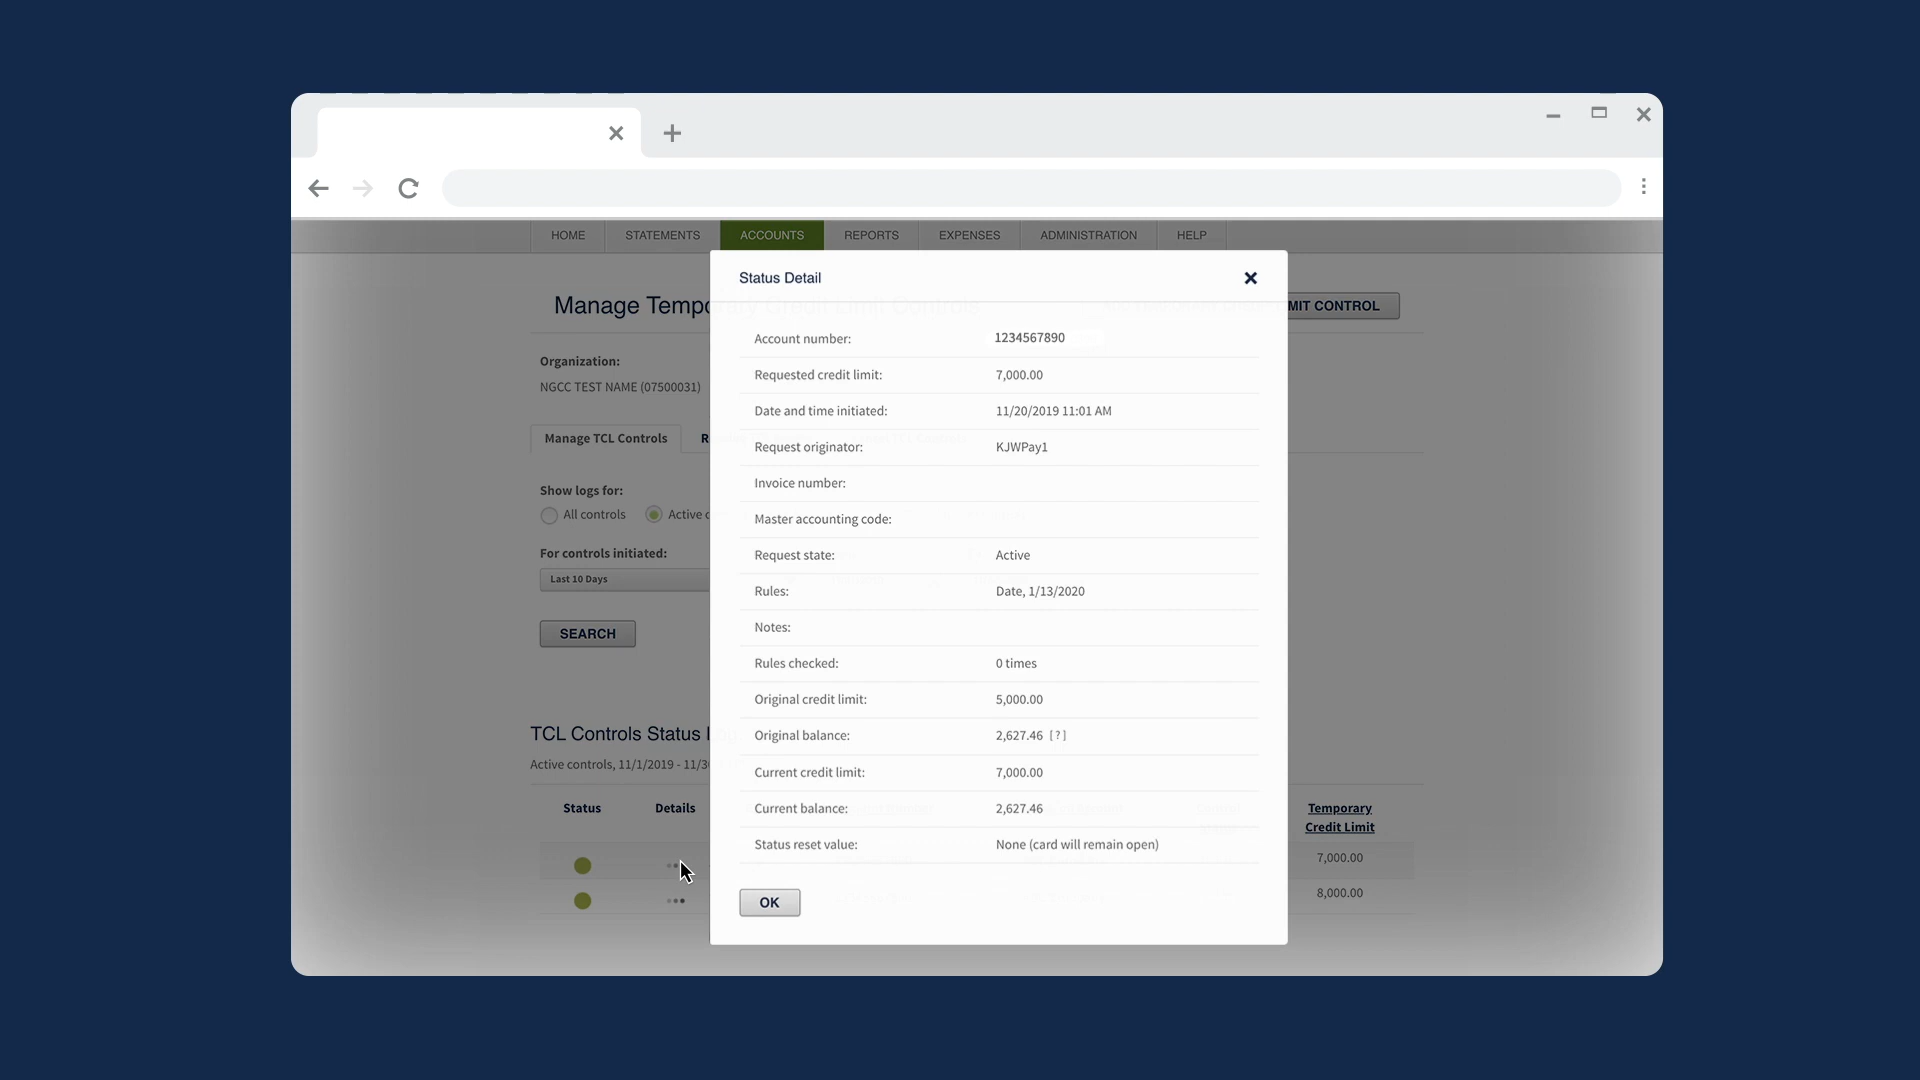 HOME STATEMENTS ACCOUNTS REPORTS EXPENSES ADMINISTRATION HELP
Status Detail
Manage
MIT CONTROL
Account number: 1234567890
Organization:
Requested credit limit: 7,000.00
NGCC TEST NAME (07500031)
Date and time initiated: 11/20/2019 11:01 AM
Manage TCL Controls
Request originator: KJWPay1
Invoice number:
Show logs for:
All controls Active
Master accounting code:
For controls initiated:
Request state: Active
Last 10 Days
Rules: Date, 1/13/2020
Notes:
SEARCH
Rules checked: 0 times
Original credit limit: 5,000.00
TCL Controls Status
Original balance: 2,627.46 [?]
Active controls, 11/1/2019 - 11/3
Current credit limit: 7,000.00
Status Details
Current balance: 2,627.46
Temporary
Credit Limit
Status reset value: None (card will remain open)
7,000.00
8,000.00
OK